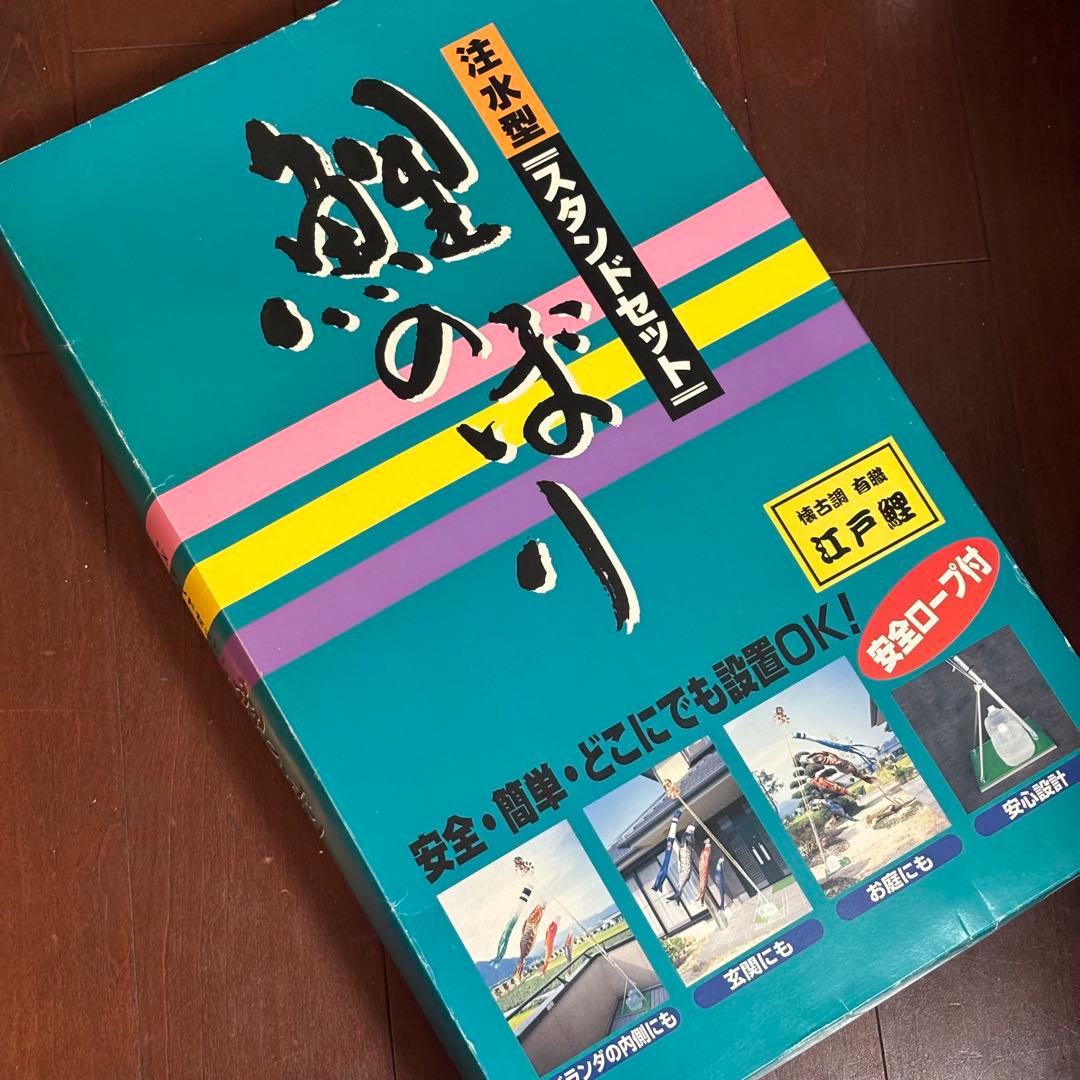 注水型
=スタンドセット=
鯉のぼり
懐古調 有職
江戸鯉
安全ロープ付
安全・簡単・どこにでも設置OK!
ベランダの内側にも
玄関にも
お庭にも
安心設計